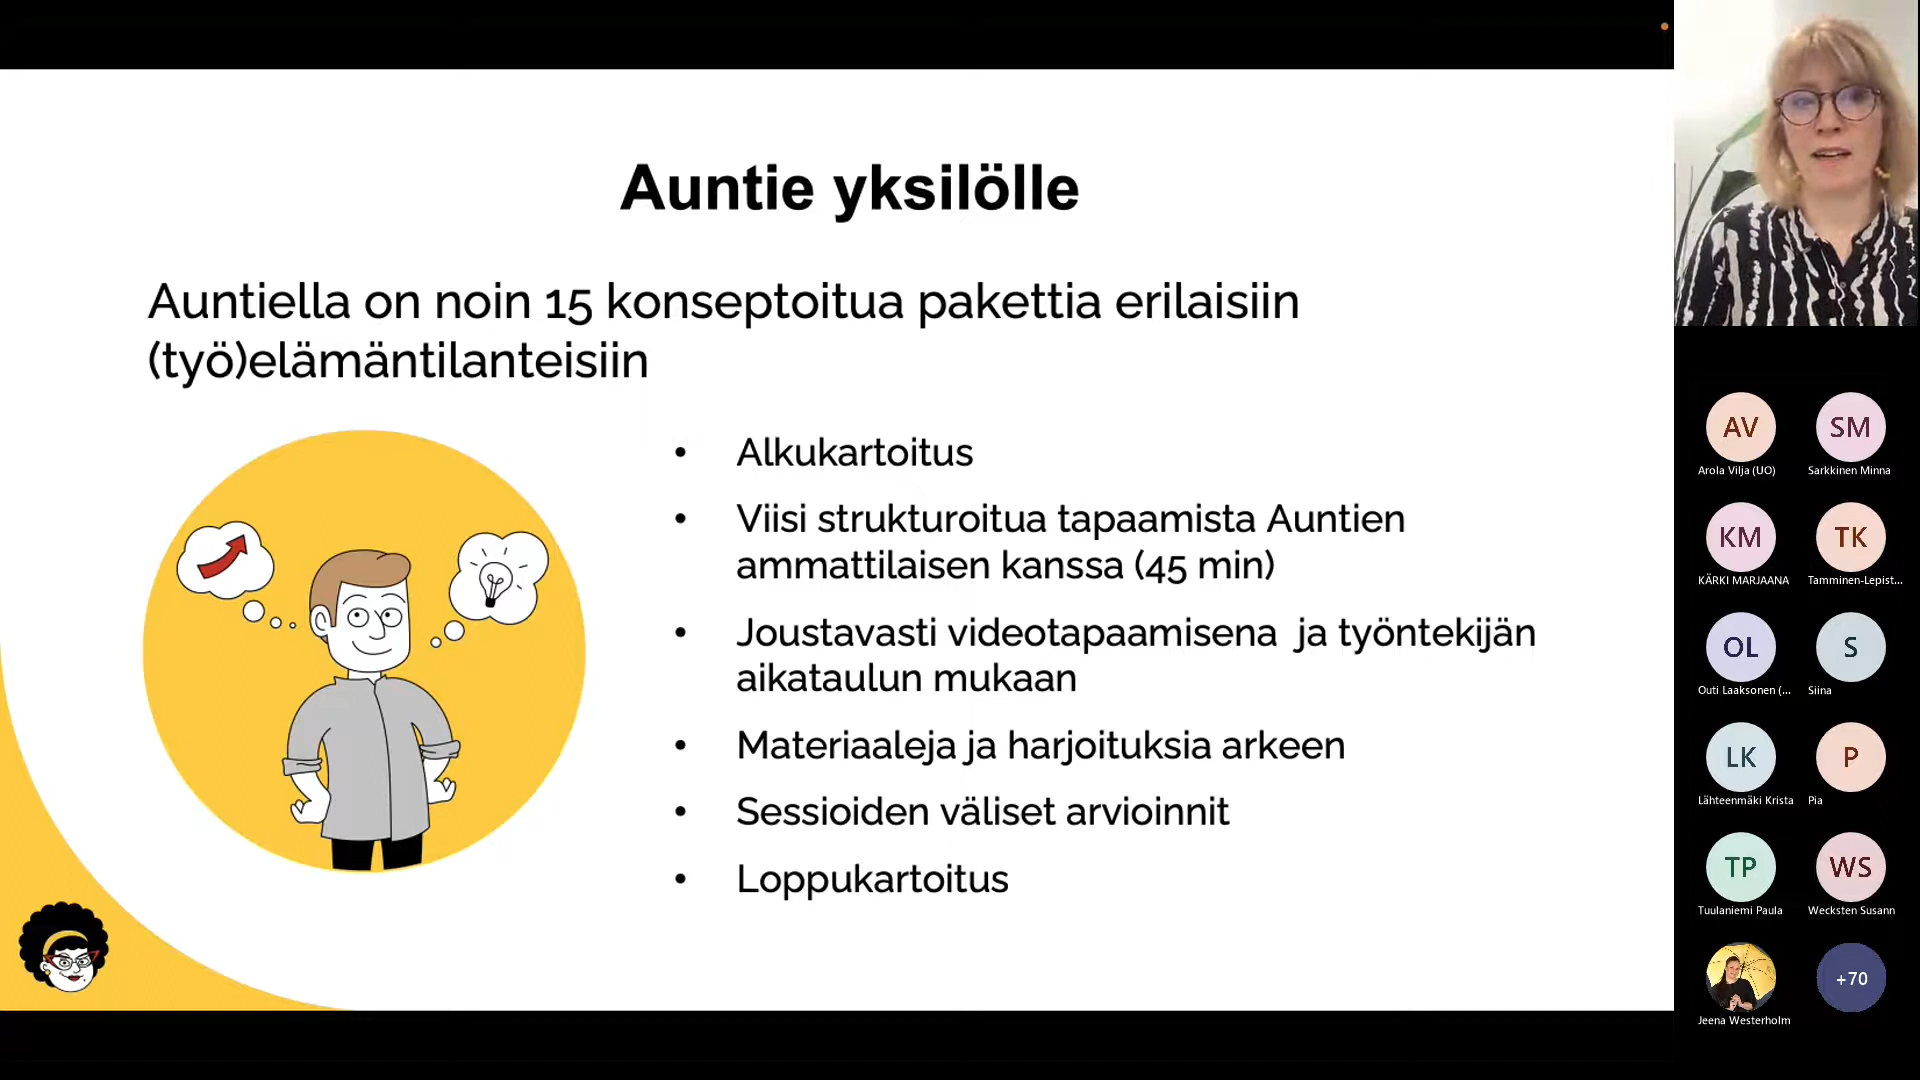 Auntie yksilölle
Auntiella on noin 15 konseptoitua pakettia erilaisiin
(työ)elämäntilanteisiin
• Alkukartoitus
• Viisi strukturoitua tapaamista Auntien
ammattilaisen kanssa (45 min)
• Joustavasti videotapaamisena ja työntekijän
aikataulun mukaan
• Materiaaleja ja harjoituksia arkeen
• Sessioiden väliset arvioinnit
• Loppukartoitus
AV
Arola Vilja (UO)
SM
Sarkkinen Minna
KM
KÄRKI MARJAANA
TK
Tamminen-Lepist...
OL
Outi Laaksonen (...
S
Siina
LK
Lähteenmäki Krista
P
Pia
TP
Tuulaniemi Paula
WS
Wecksten Susann
Jeena Westerholm
+70